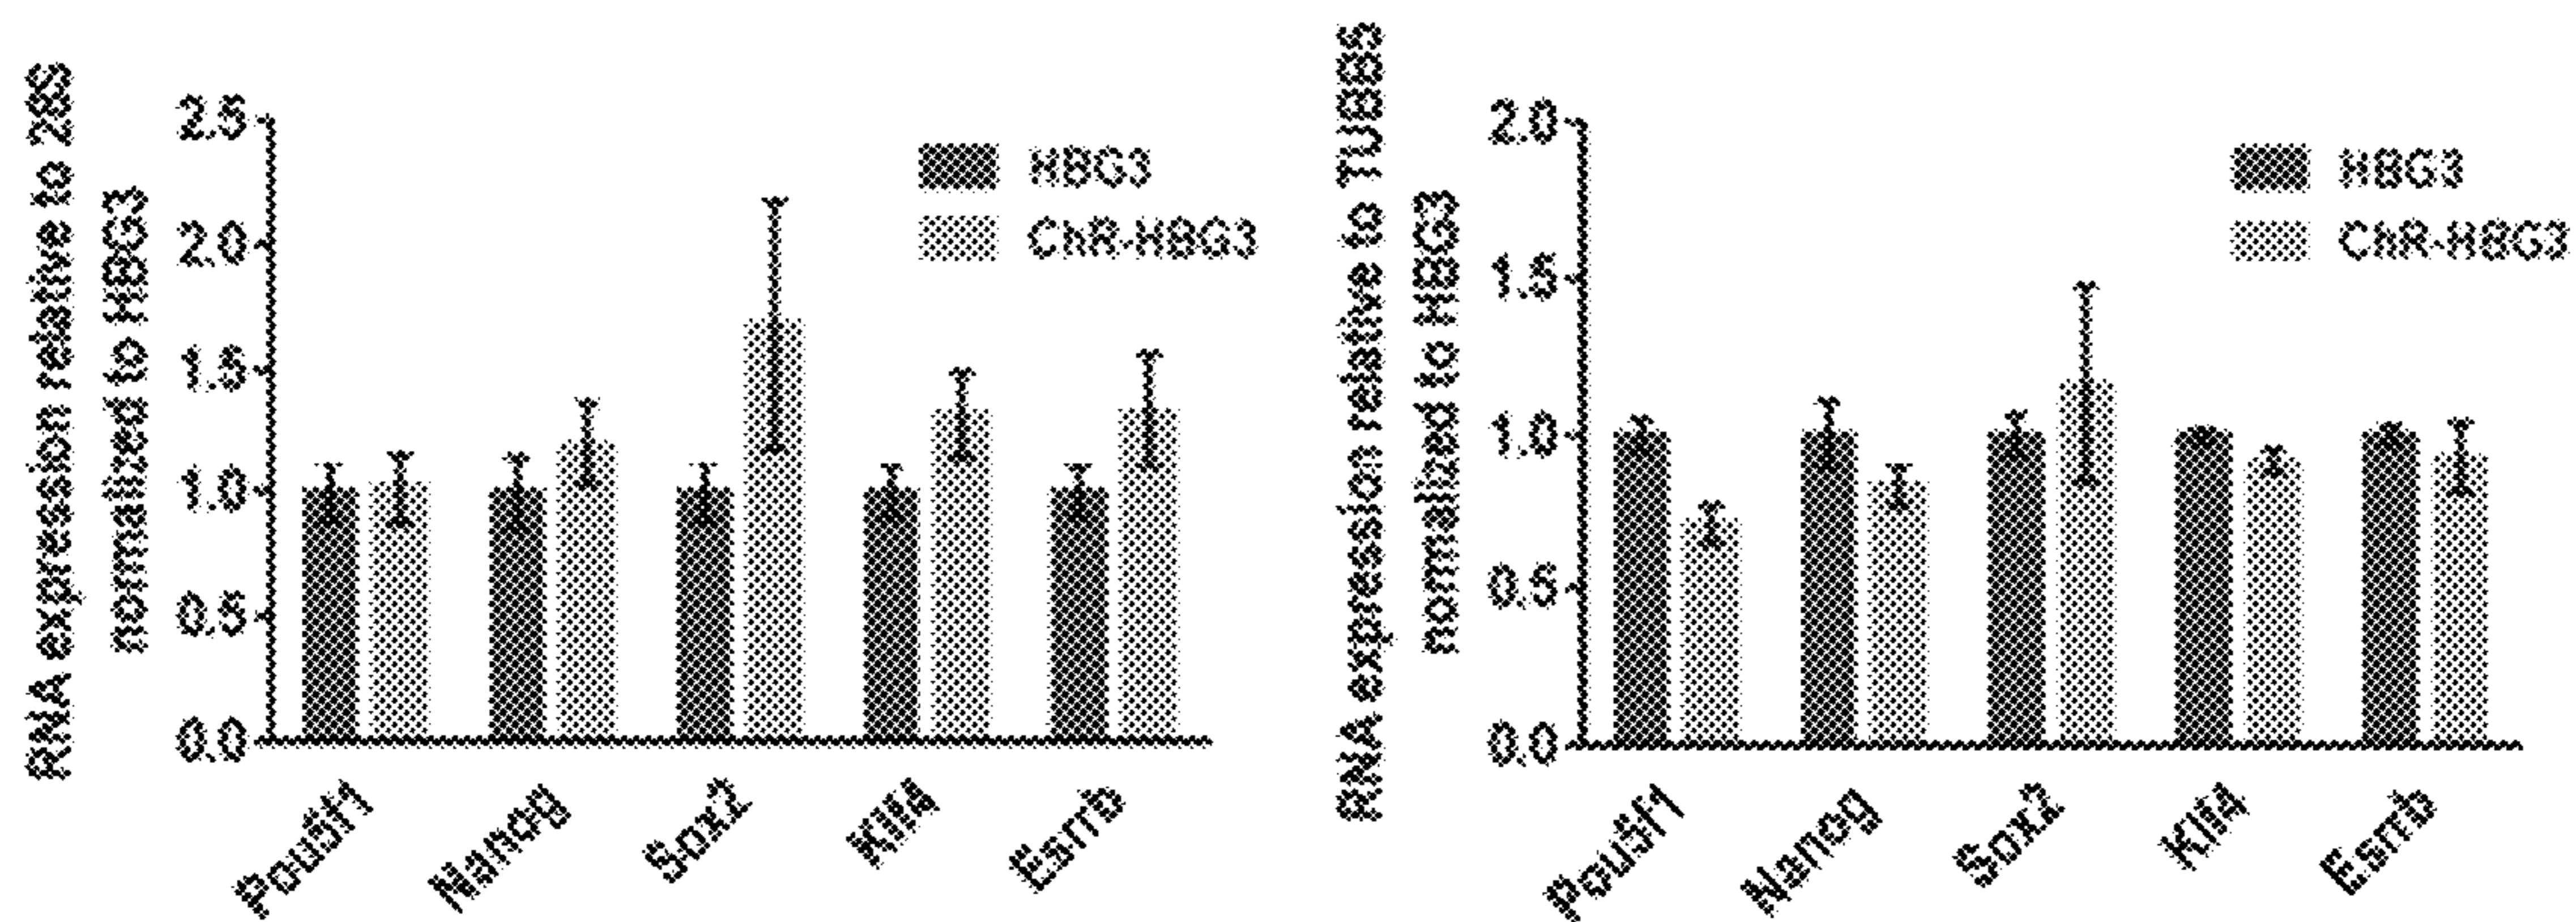 RNA expression relative to 28S
normalized to HBG3
2.5
2.0
1.5
1.0
0.5
0.0
HBG3
ChR-HBG3
Pou5f1
Nanog
Sox2
Klf4
Esrrb
RNA expression relative to TUBB5
normalized to HBG3
2.0
1.5
1.0
0.5
0.0
HBG3
ChR-HBG3
Pou5f1
Nanog
Sox2
Klf4
Esrrb